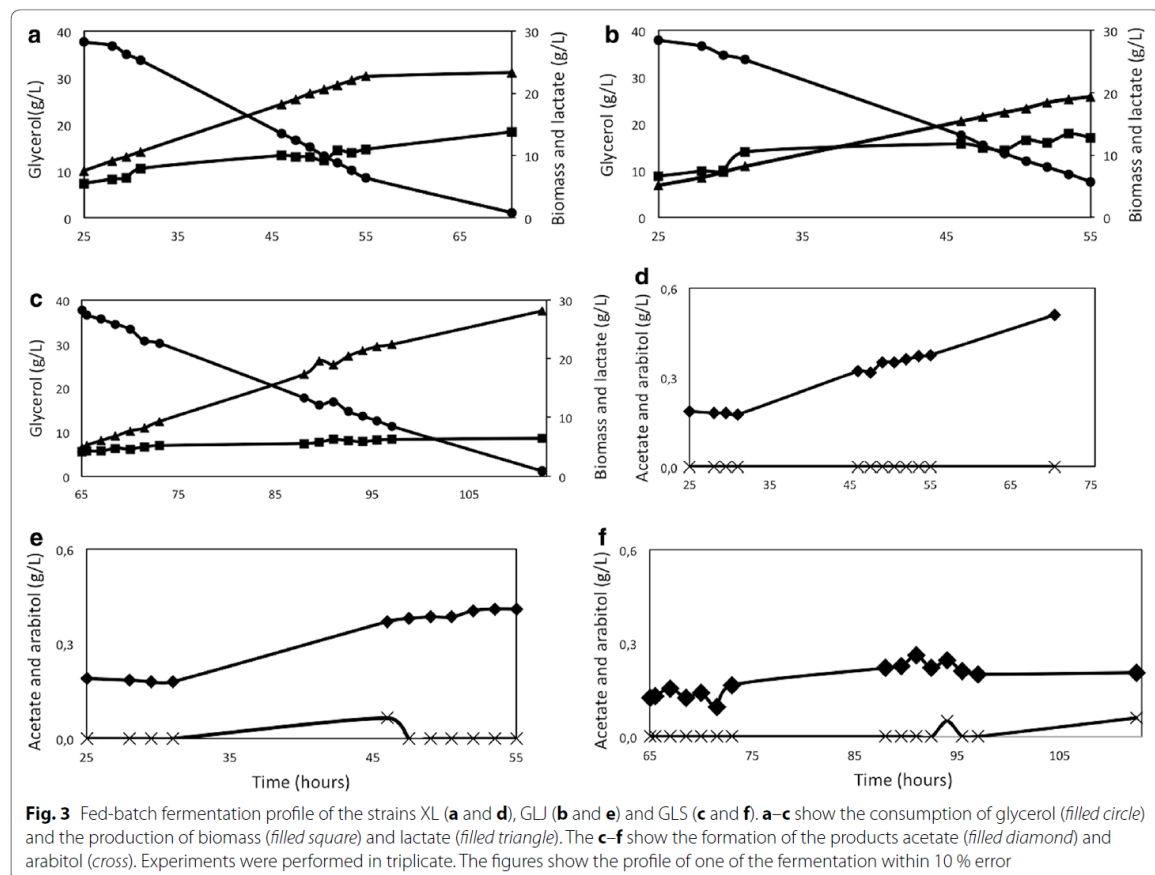 a
40
30
20
10
0
Glycerol(g/L)
30
20
10
0
Biomass and lactate (g/L)
25 35 45 55 65
b
40
30
20
10
0
Glycerol (g/L)
30
20
10
0
Biomass and lactate (g/L)
25 35 45 55
c
40
30
20
10
0
Glycerol (g/L)
30
20
10
0
Biomass and lactate (g/L)
65 75 85 95 105
d
0,6
0,3
0,0
Acetate and arabitol (g/L)
25 35 45 55 65 75
e
0,6
0,3
0,0
Acetate and arabitol (g/L)
25 35 45 55
Time (hours)
f
0,6
0,3
0,0
Acetate and arabitol (g/L)
65 75 85 95 105
Time (hours)
Fig. 3 Fed-batch fermentation profile of the strains XL (a and d), GLJ (b and e) and GLS (c and f). a–c show the consumption of glycerol (filled circle)
and the production of biomass (filled square) and lactate (filled triangle). The c–f show the formation of the products acetate (filled diamond) and
arabitol (cross). Experiments were performed in triplicate. The figures show the profile of one of the fermentation within 10 % error